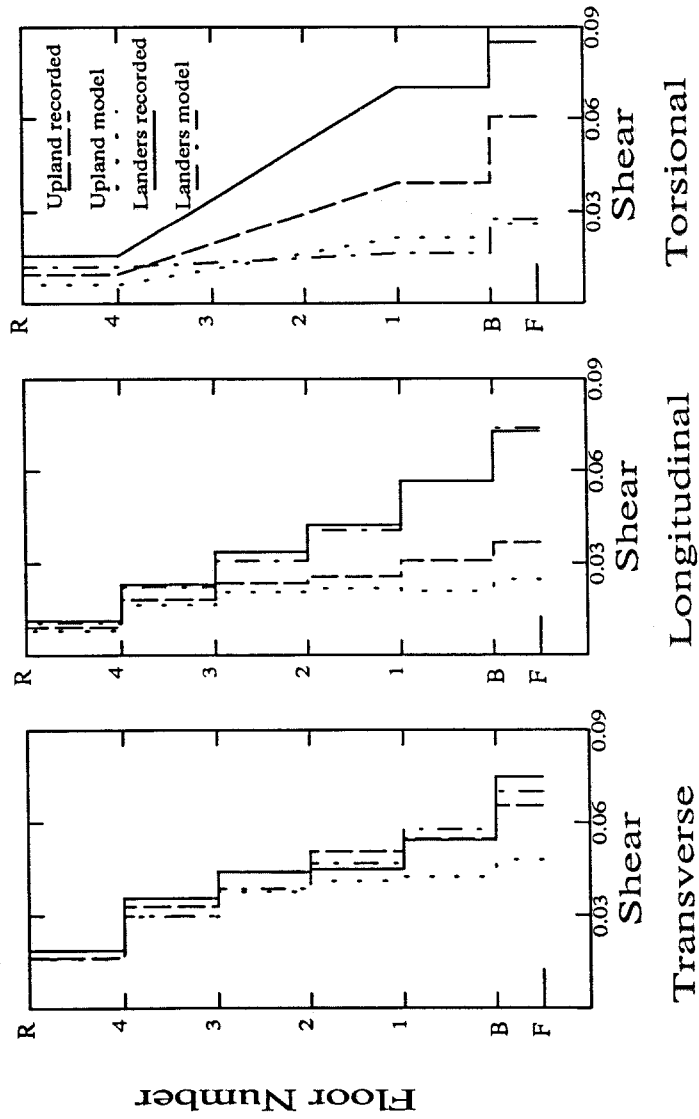 Floor Number
R
4
3
2
1
B
F
0.03
0.06
0.09
Shear
Transverse
R
4
3
2
1
B
F
0.03
0.06
0.09
Shear
Longitudinal
R
4
3
2
1
B
F
Upland recorded
Upland model
Landers recorded
Landers model
0.03
0.06
0.09
Shear
Torsional